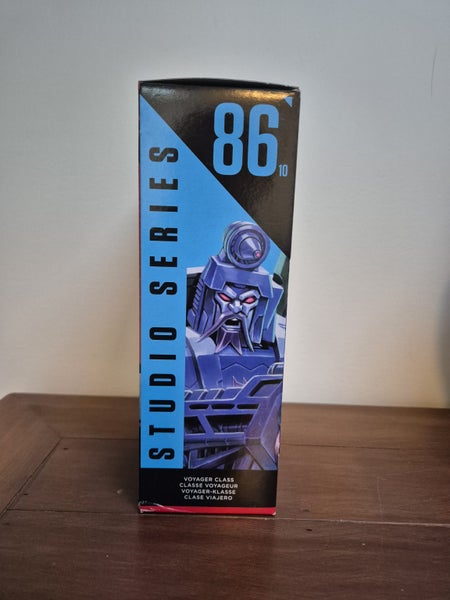 86
10
STUDIO SERIES
VOYAGER CLASS
CLASSE VOYAGEUR
VOYAGER-KLASSE
CLASE VIAJERO